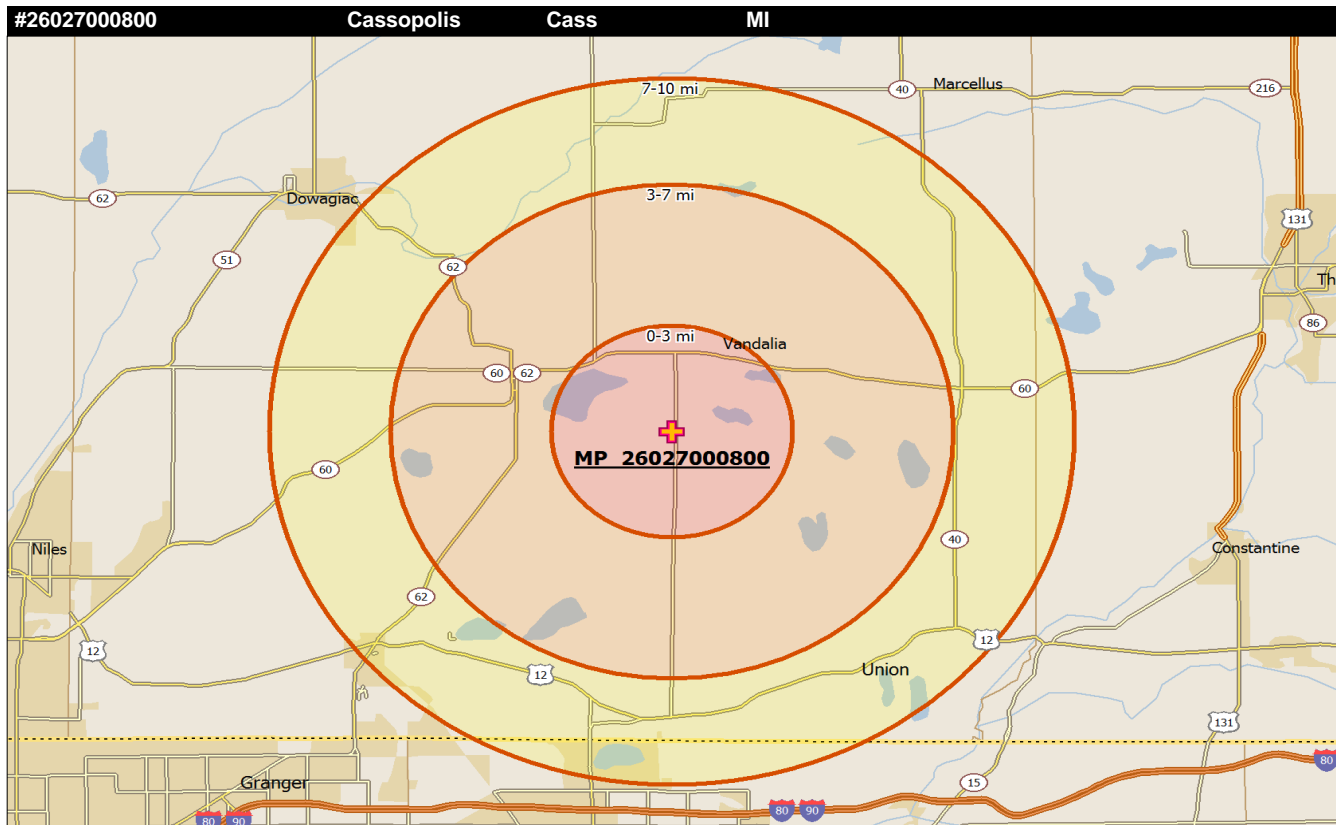 #26027000800 Cassopolis Cass MI
7-10 mi
40
Marcellus
216
3-7 mi
62
Dowagiac
131
51
62
Th
86
0-3 mi
Vandalia
60
62
60
60
MP 26027000800
40
Niles
Constantine
62
12
12
12
Union
131
Granger
15
80
80
90
80
90